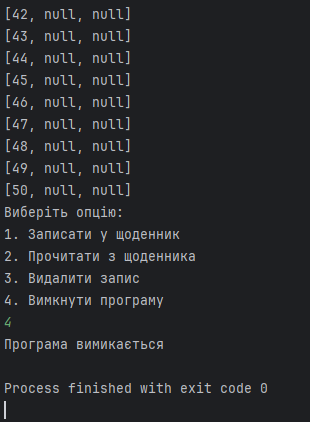 [42, null, null]
[43, null, null]
[44, null, null]
[45, null, null]
[46, null, null]
[47, null, null]
[48, null, null]
[49, null, null]
[50, null, null]
Виберіть опцію:
1. Записати у щоденник
2. Прочитати з щоденника
3. Видалити запис
4. Вимкнути програму
4
Програма вимикається
Process finished with exit code 0